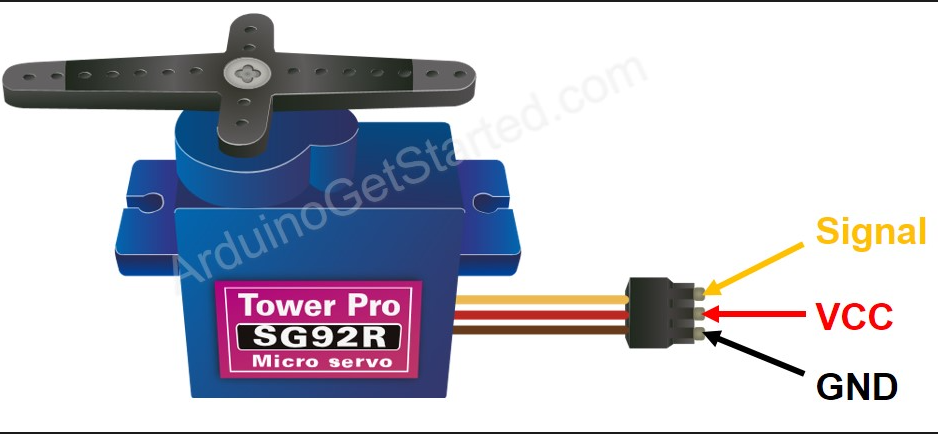 ArduinoGetStarted.com
Signal
Tower Pro
SG92R
Micro servo
VCC
GND